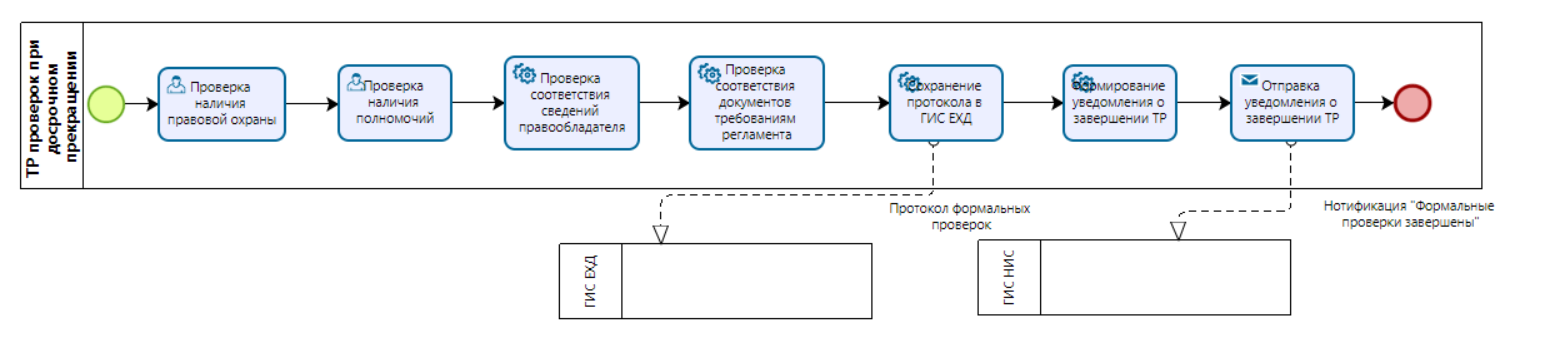 ТР проверок при
досрочном
прекращении
Проверка
наличия
правовой охраны
Проверка
наличия
полномочий
Проверка
соответствия
сведений
правообладателя
Проверка
соответствия
документов
требованиям
регламента
Сохранение
протокола в
ГИС ЕХД
Формирование
уведомления о
завершении ТР
Отправка
уведомления о
завершении ТР
Протокол формальных
проверок
Нотификация "Формальные
проверки завершены"
ГИС ЕХД
ГИС НИС